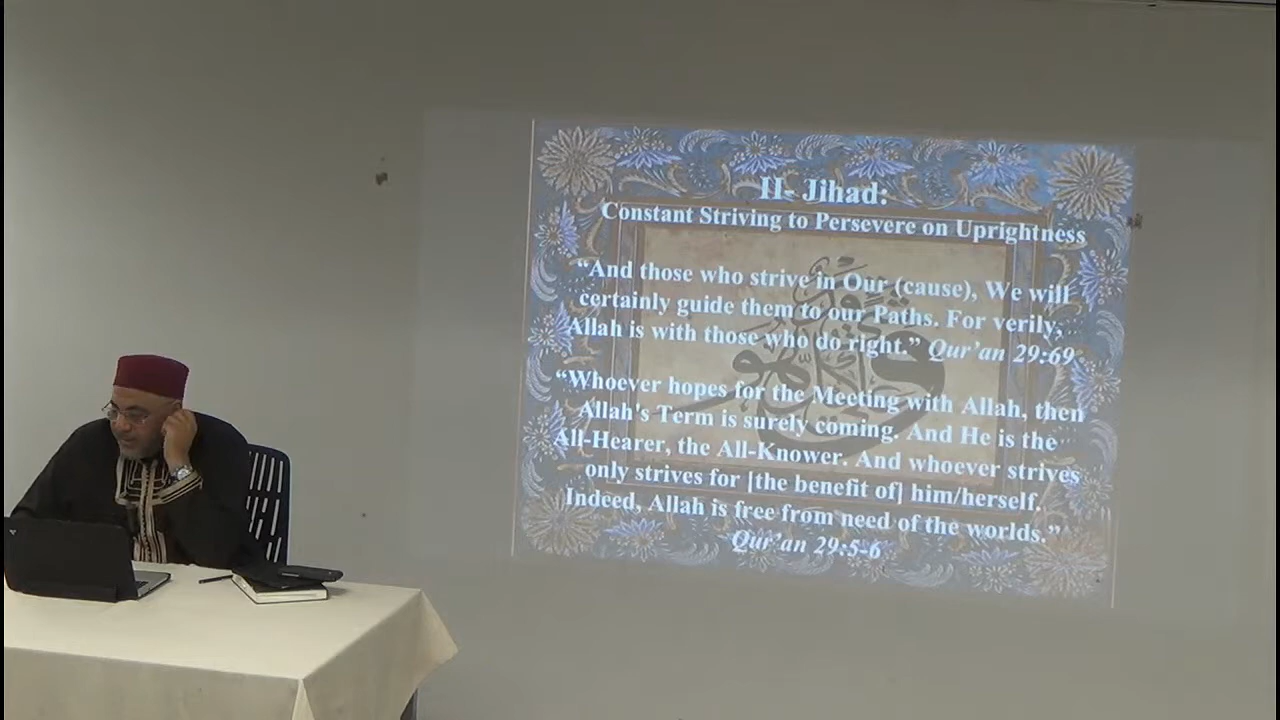 II- Jihad:
Constant Striving to Persevere on Uprightness
“And those who strive in Our (cause), We will
certainly guide them to our Paths. For verily,
Allah is with those who do right.” Qur’an 29:69
“Whoever hopes for the Meeting with Allah, then
Allah's Term is surely coming. And He is the
All-Hearer, the All-Knower. And whoever strives
only strives for [the benefit of] him/herself.
Indeed, Allah is free from need of the worlds.”
Qur’an 29:5-6